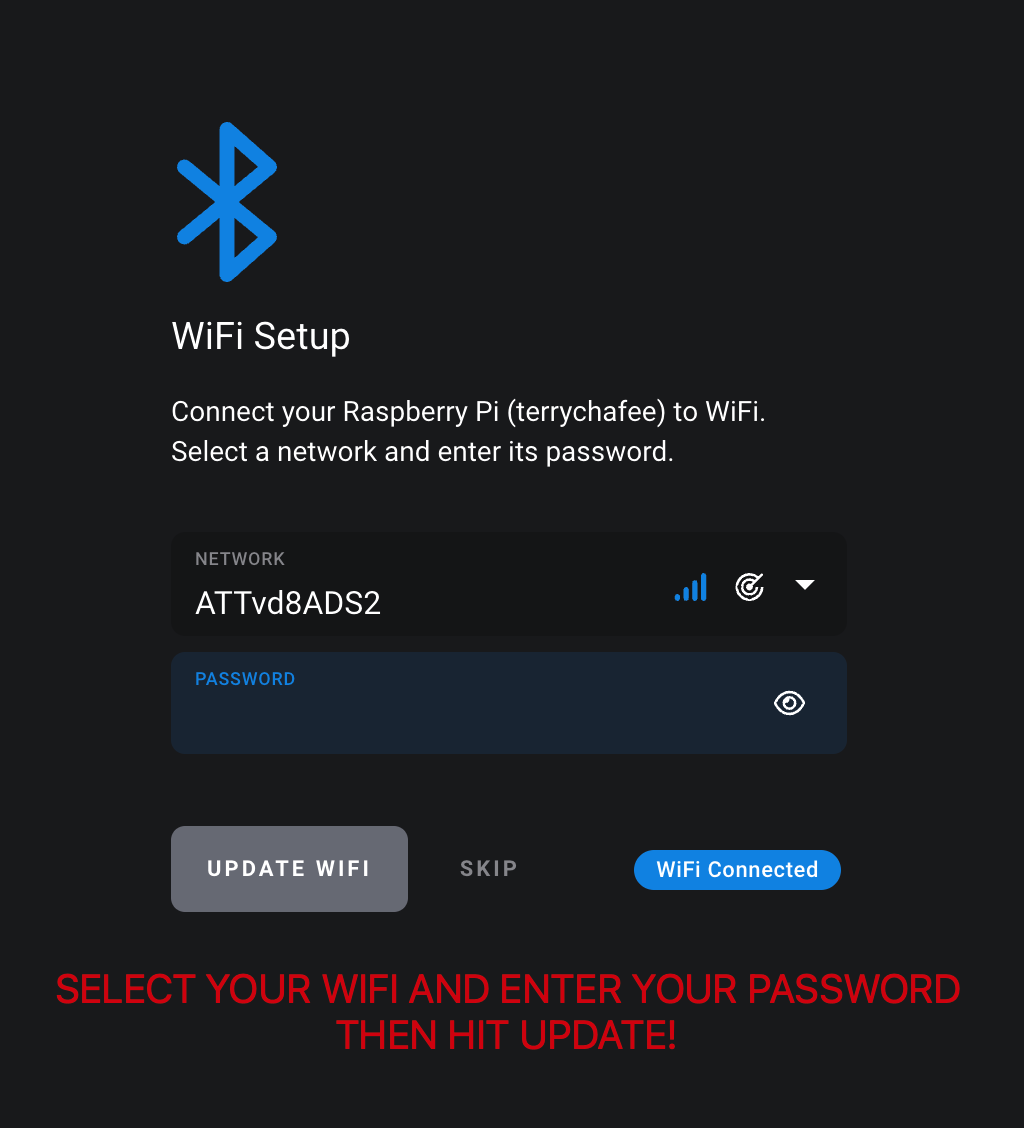 WiFi Setup
Connect your Raspberry Pi (terrychafee) to WiFi.
Select a network and enter its password.
NETWORK
ATTvd8ADS2
PASSWORD
UPDATE WIFI
SKIP
WiFi Connected
SELECT YOUR WIFI AND ENTER YOUR PASSWORD
THEN HIT UPDATE!